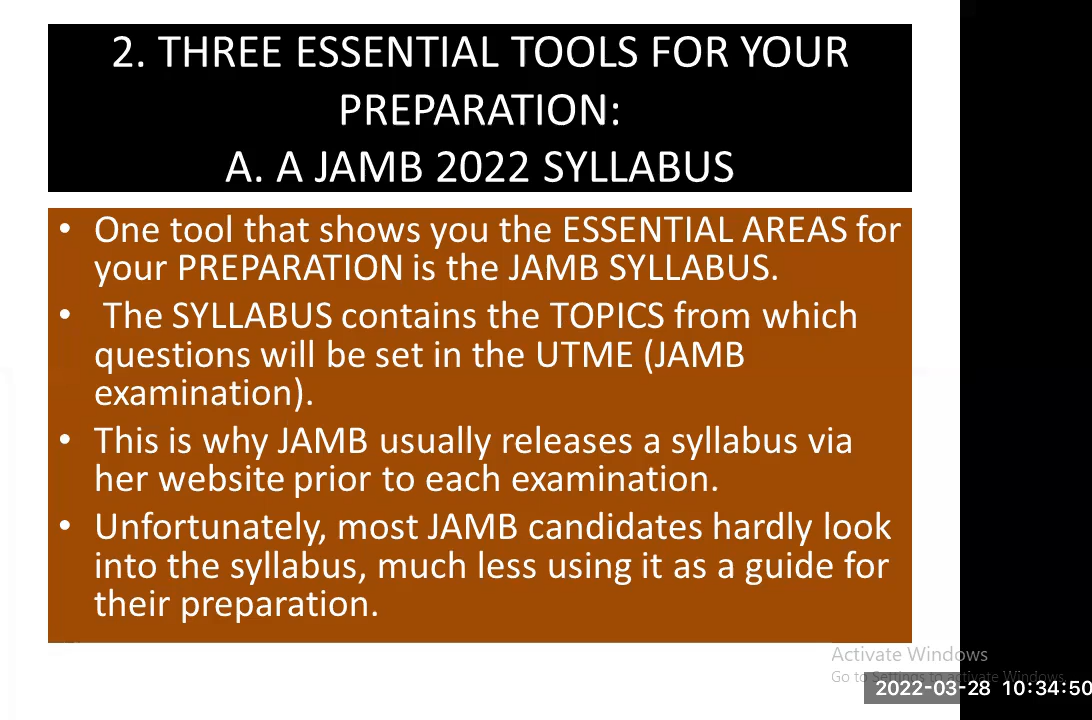 2. THREE ESSENTIAL TOOLS FOR YOUR
PREPARATION:
A. A JAMB 2022 SYLLABUS
• One tool that shows you the ESSENTIAL AREAS for
your PREPARATION is the JAMB SYLLABUS.
• The SYLLABUS contains the TOPICS from which
questions will be set in the UTME (JAMB
examination).
• This is why JAMB usually releases a syllabus via
her website prior to each examination.
• Unfortunately, most JAMB candidates hardly look
into the syllabus, much less using it as a guide for
their preparation.
Activate Windows
Go to Settings to activate Windows.
2022-03-28 10:34:50